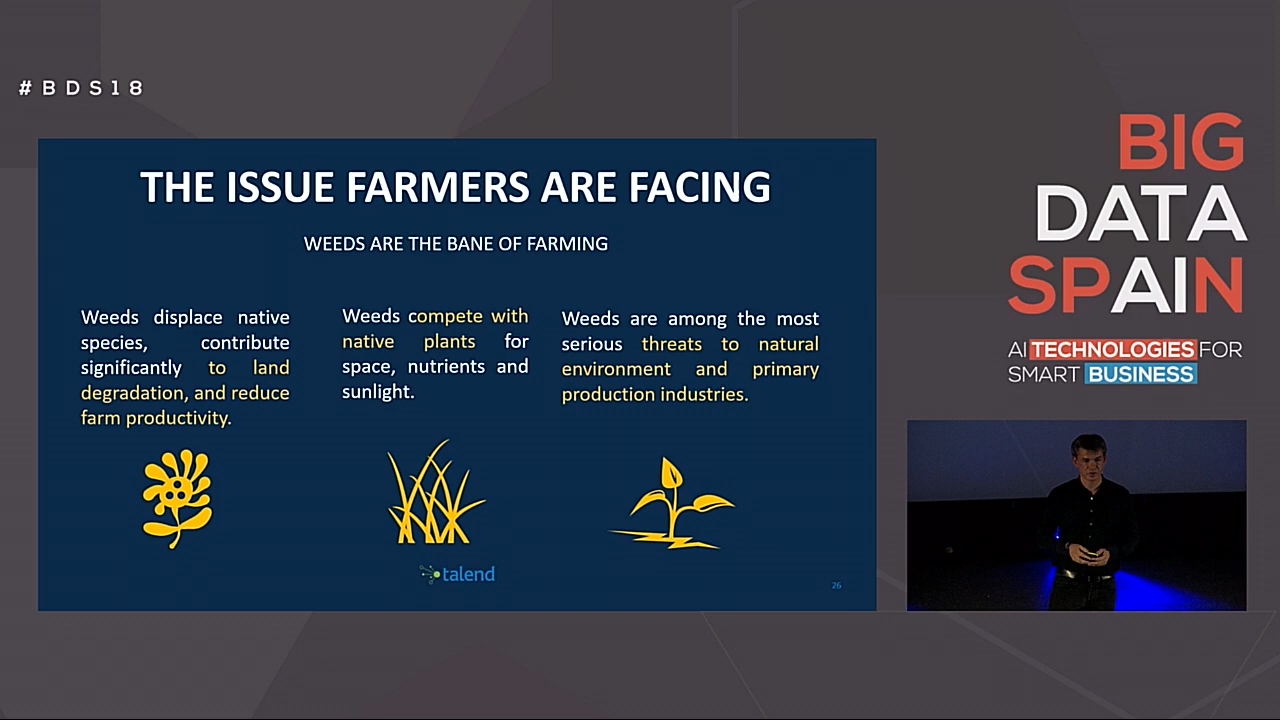 #BDS18
THE ISSUE FARMERS ARE FACING
WEEDS ARE THE BANE OF FARMING
Weeds displace native
species, contribute
significantly to land
degradation, and reduce
farm productivity.
Weeds compete with
native plants for
space, nutrients and
sunlight.
Weeds are among the most
serious threats to natural
environment and primary
production industries.
talend
26
BIG
DATA
SPAIN
AI TECHNOLOGIES FOR
SMART BUSINESS